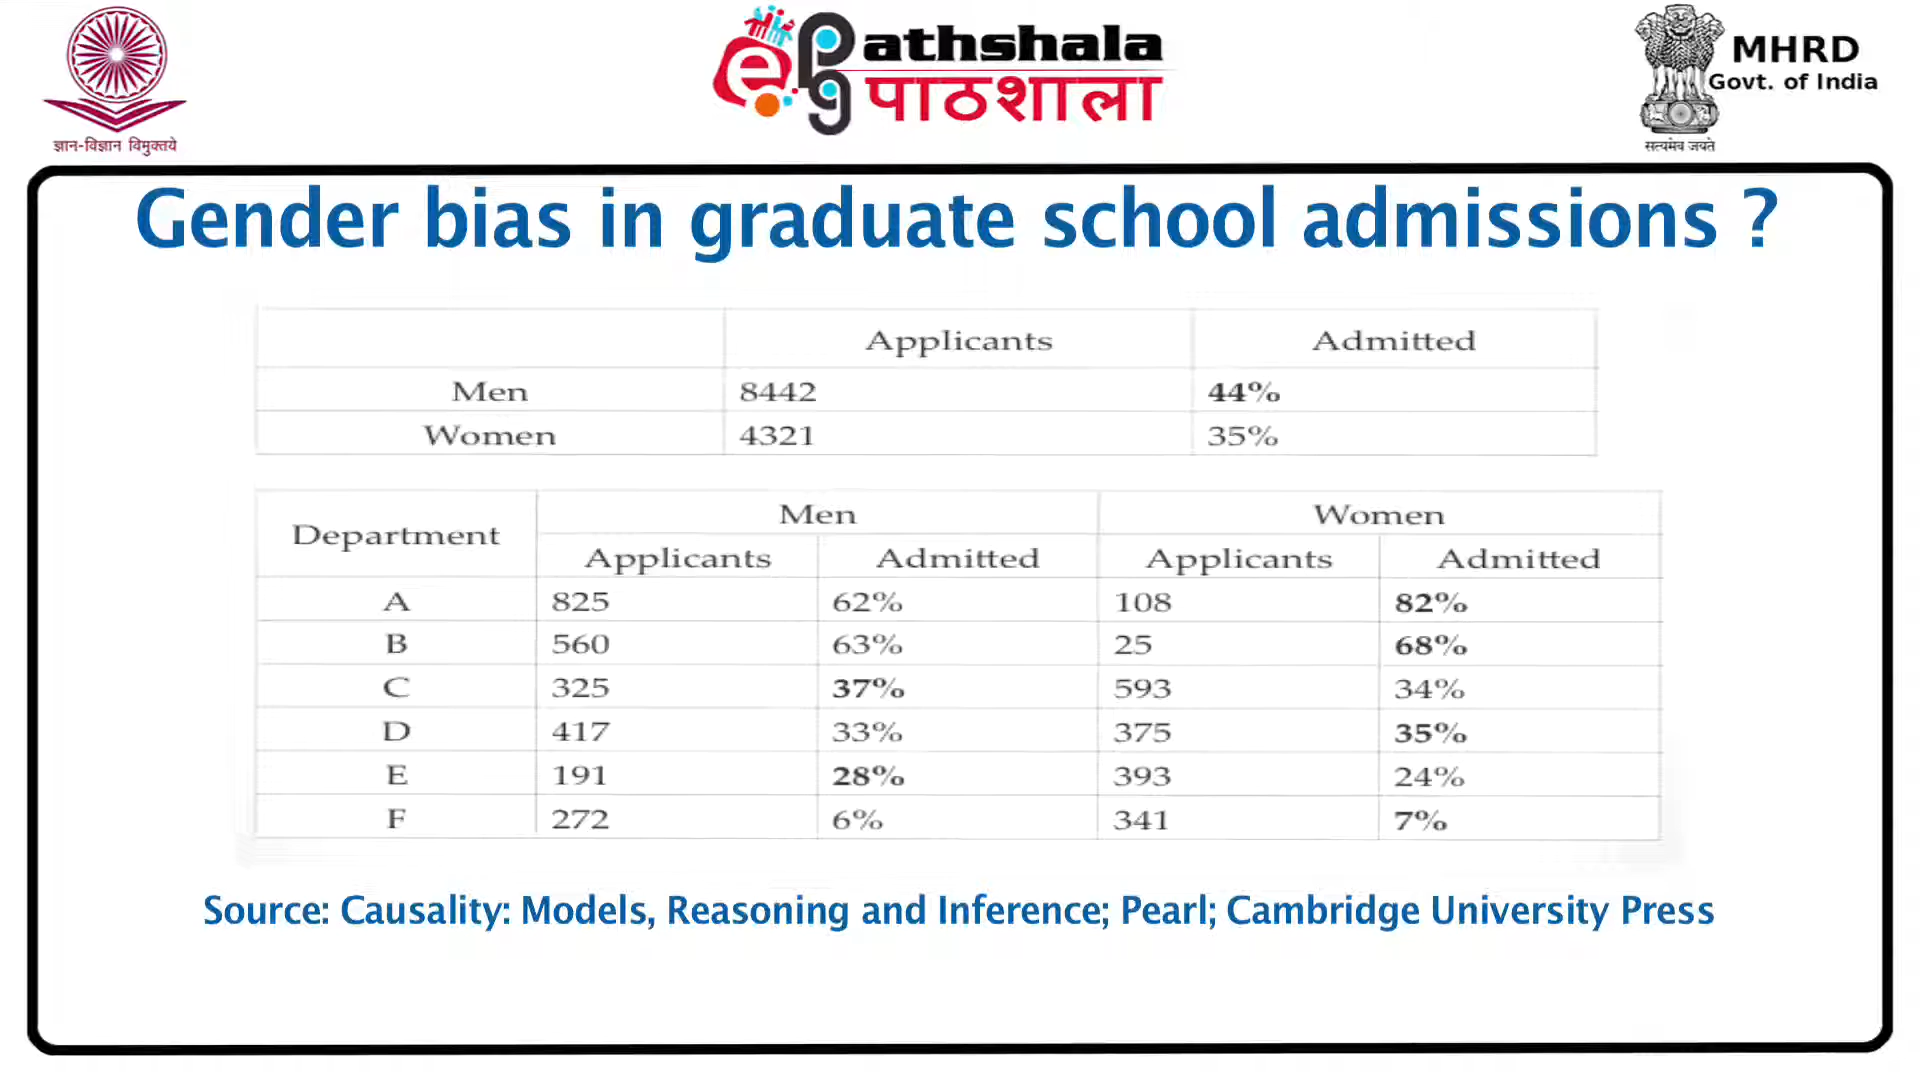 ज्ञान-विज्ञान विमुक्तये
ePG athshala
पाठशाला
MHRD
Govt. of India
सत्यमेव जयते
Gender bias in graduate school admissions ?
Applicants Admitted
Men 8442 44%
Women 4321 35%
Department Men Women
Applicants Admitted Applicants Admitted
A 825 62% 108 82%
B 560 63% 25 68%
C 325 37% 593 34%
D 417 33% 375 35%
E 191 28% 393 24%
F 272 6% 341 7%
Source: Causality: Models, Reasoning and Inference; Pearl; Cambridge University Press